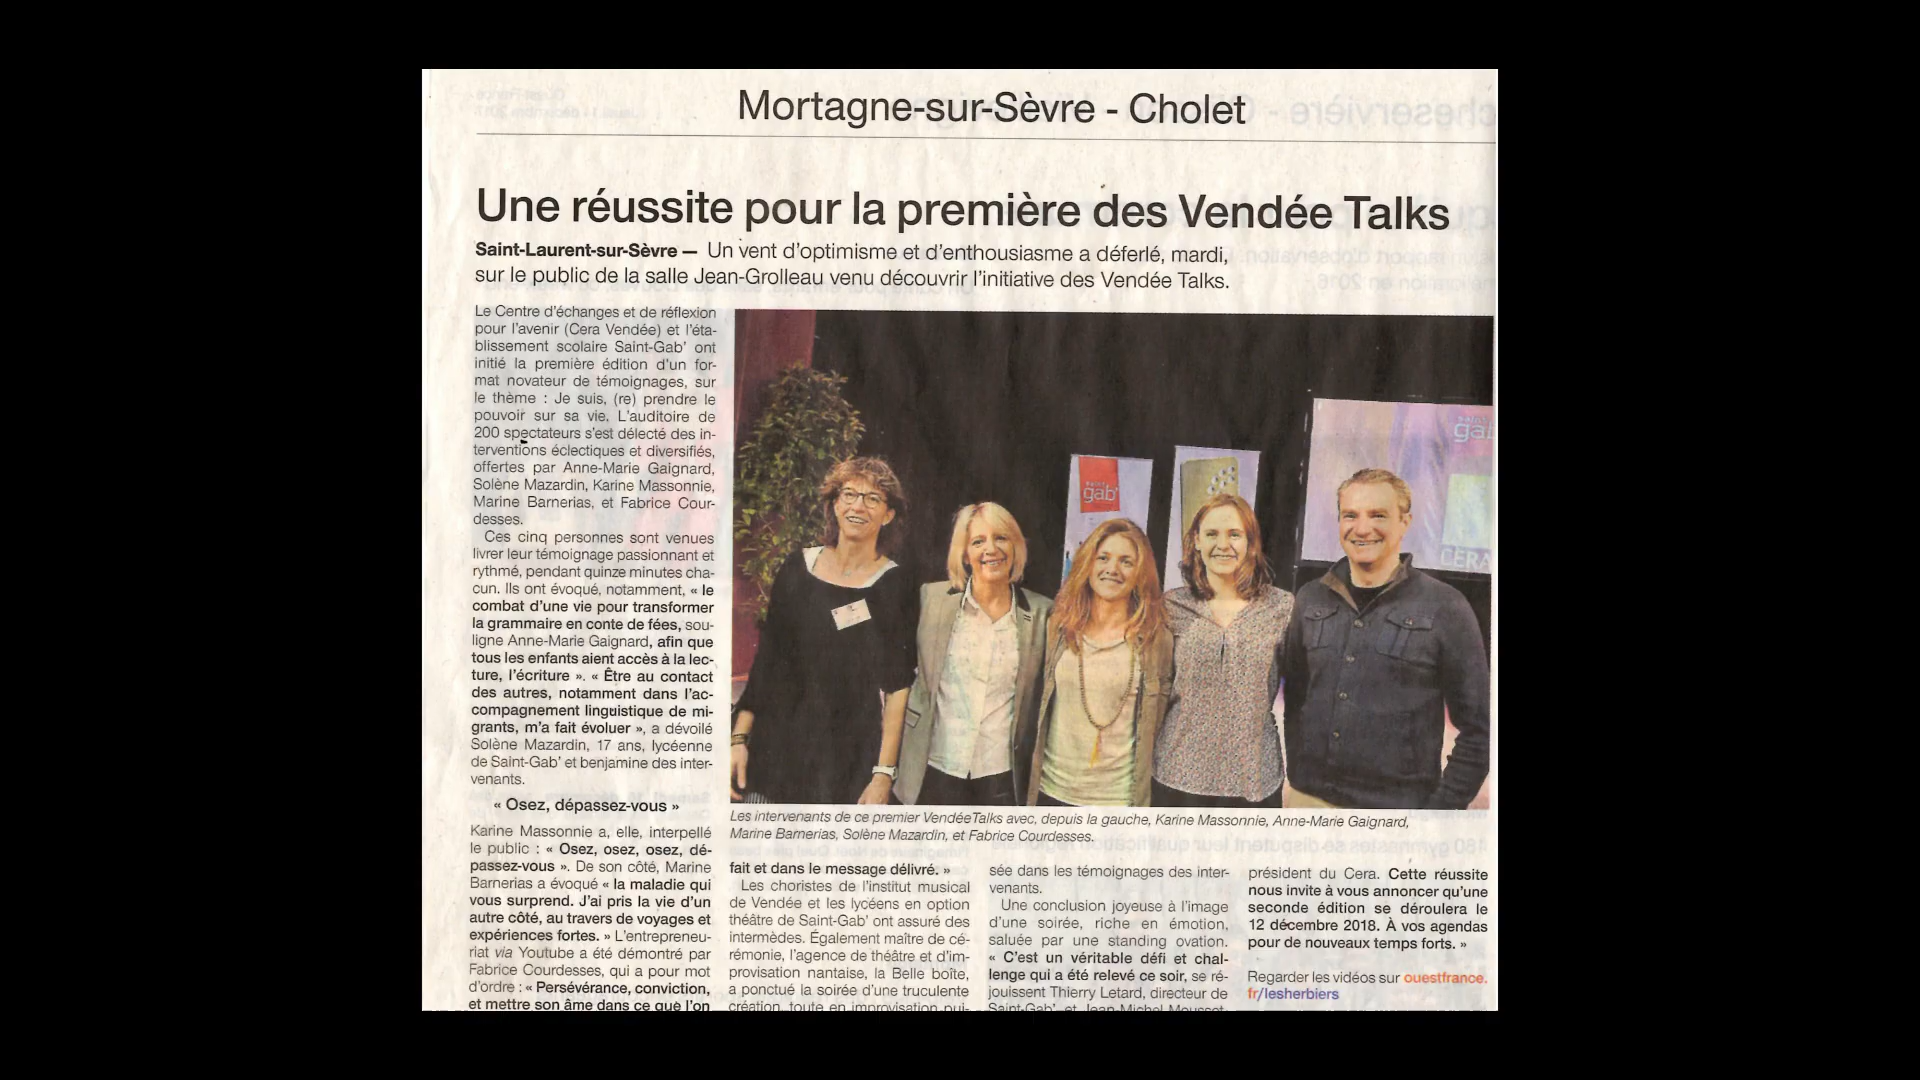 Mortagne-sur-Sèvre - Cholet
Une réussite pour la première des Vendée Talks
Saint-Laurent-sur-Sèvre — Un vent d'optimisme et d'enthousiasme a déferlé, mardi,
sur le public de la salle Jean-Grolleau venu découvrir l'initiative des Vendée Talks.
Le Centre d'échanges et de réflexion
pour l'avenir (Cera Vendée) et l'éta-
blissement scolaire Saint-Gab' ont
initié la première édition d'un for-
mat novateur de témoignages, sur
le thème : Je suis, (re) prendre le
pouvoir sur sa vie. L'auditoire de
200 spectateurs s'est délecté des in-
terventions éclectiques et diversifiés,
offertes par Anne-Marie Gaignard,
Solène Mazardin, Karine Massonnie,
Marine Barnerias, et Fabrice Cour-
desses.
Ces cinq personnes sont venues
livrer leur témoignage passionnant et
rythmé, pendant quinze minutes cha-
cun. Ils ont évoqué, notamment, « le
combat d'une vie pour transformer
la grammaire en conte de fées, sou-
ligne Anne-Marie Gaignard, afin que
tous les enfants aient accès à la lec-
ture, l'écriture ». « Être au contact
des autres, notamment dans l'ac-
compagnement linguistique de mi-
grants, m'a fait évoluer », a dévoilé
Solène Mazardin, 17 ans, lycéenne
de Saint-Gab' et benjamine des inter-
venants.
« Osez, dépassez-vous »
Karine Massonnie a, elle, interpellé
le public : « Osez, osez, osez, dé-
passez-vous ». De son côté, Marine
Barnerias a évoqué « la maladie qui
vous surprend. J'ai pris la vie d'un
autre côté, au travers de voyages et
expériences fortes. » L'entrepreneu-
riat via Youtube a été démontré par
Fabrice Courdesses, qui a pour mot
d'ordre : « Persévérance, conviction,
et mettre son âme dans ce que l'on
saint
gab'
gab
CERA
Les intervenants de ce premier VendéeTalks avec, depuis la gauche, Karine Massonnie, Anne-Marie Gaignard,
Marine Barnerias, Solène Mazardin, et Fabrice Courdesses.
fait et dans le message délivré. »
Les choristes de l'institut musical
de Vendée et les lycéens en option
théâtre de Saint-Gab' ont assuré des
intermèdes. Également maître de cé-
rémonie, l'agence de théâtre et d'im-
provisation nantaise, la Belle boîte,
a ponctué la soirée d'une truculente
création, toute en improvisation pui-
sée dans les témoignages des inter-
venants.
Une conclusion joyeuse à l'image
d'une soirée, riche en émotion,
saluée par une standing ovation.
« C'est un véritable défi et chal-
lenge qui a été relevé ce soir, se ré-
jouissent Thierry Letard, directeur de
Saint-Gab' et Jean-Michel Mousset,
président du Cera. Cette réussite
nous invite à vous annoncer qu'une
seconde édition se déroulera le
12 décembre 2018. À vos agendas
pour de nouveaux temps forts. »
Regarder les vidéos sur ouestfrance.
fr/lesherbiers